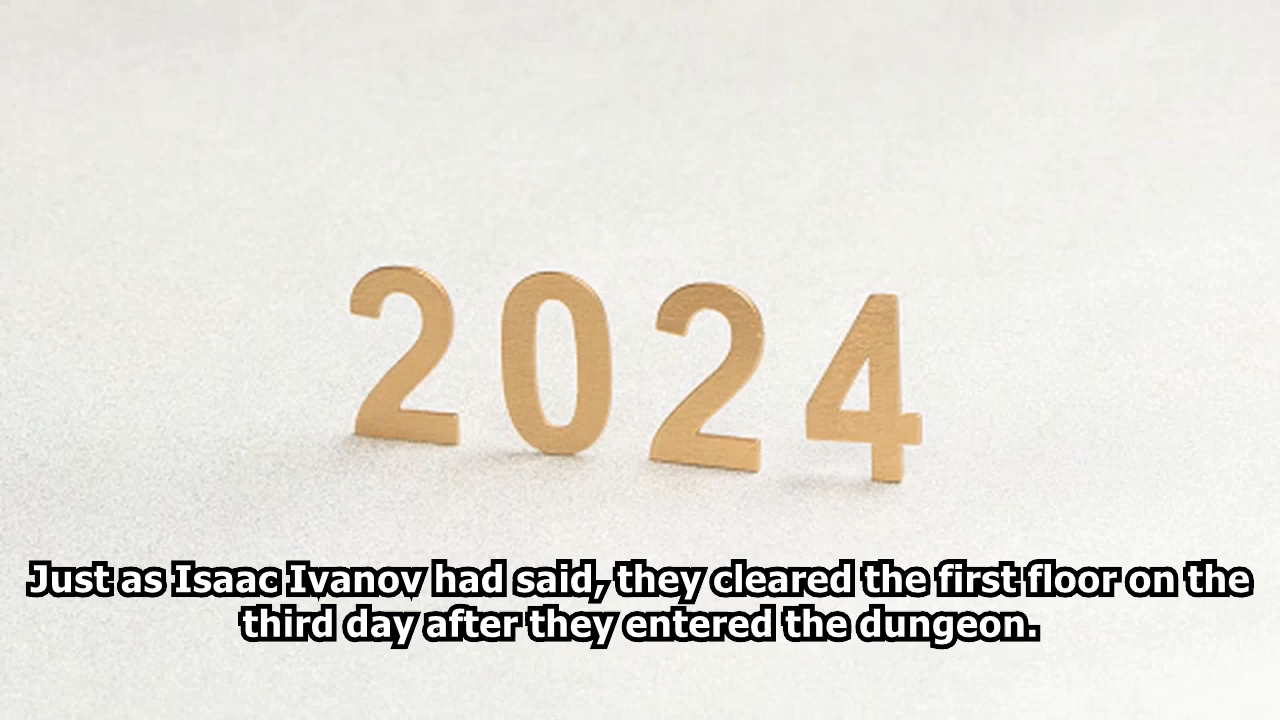 2024
Just as Isaac Ivanov had said, they cleared the first floor on the
third day after they entered the dungeon.